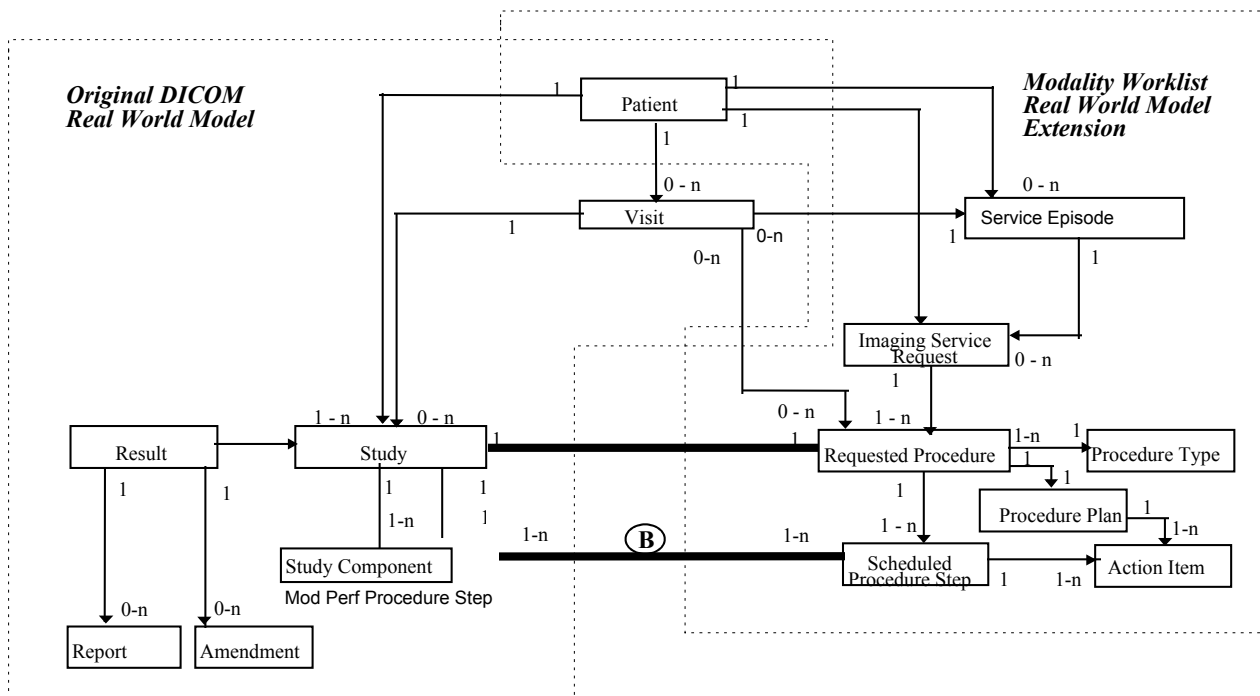 Original DICOM
Real World Model
Modality Worklist
Real World Model
Extension
1
Patient
1
1
1
0 - n
0 - n
1
Visit
0-n
0-n
1
Service Episode
1
Imaging Service
Request
0 - n
1
1 - n
0 - n
0 - n
1 - n
Result
Study
1
1
Requested Procedure
1-n
1
1
Procedure Type
1
1
1
1
1
1
Procedure Plan
1
1-n
1
1-n
B
1-n
1 - n
1-n
Study Component
Scheduled
Procedure Step
1
1-n
Action Item
Mod Perf Procedure Step
0-n
0-n
Report
Amendment